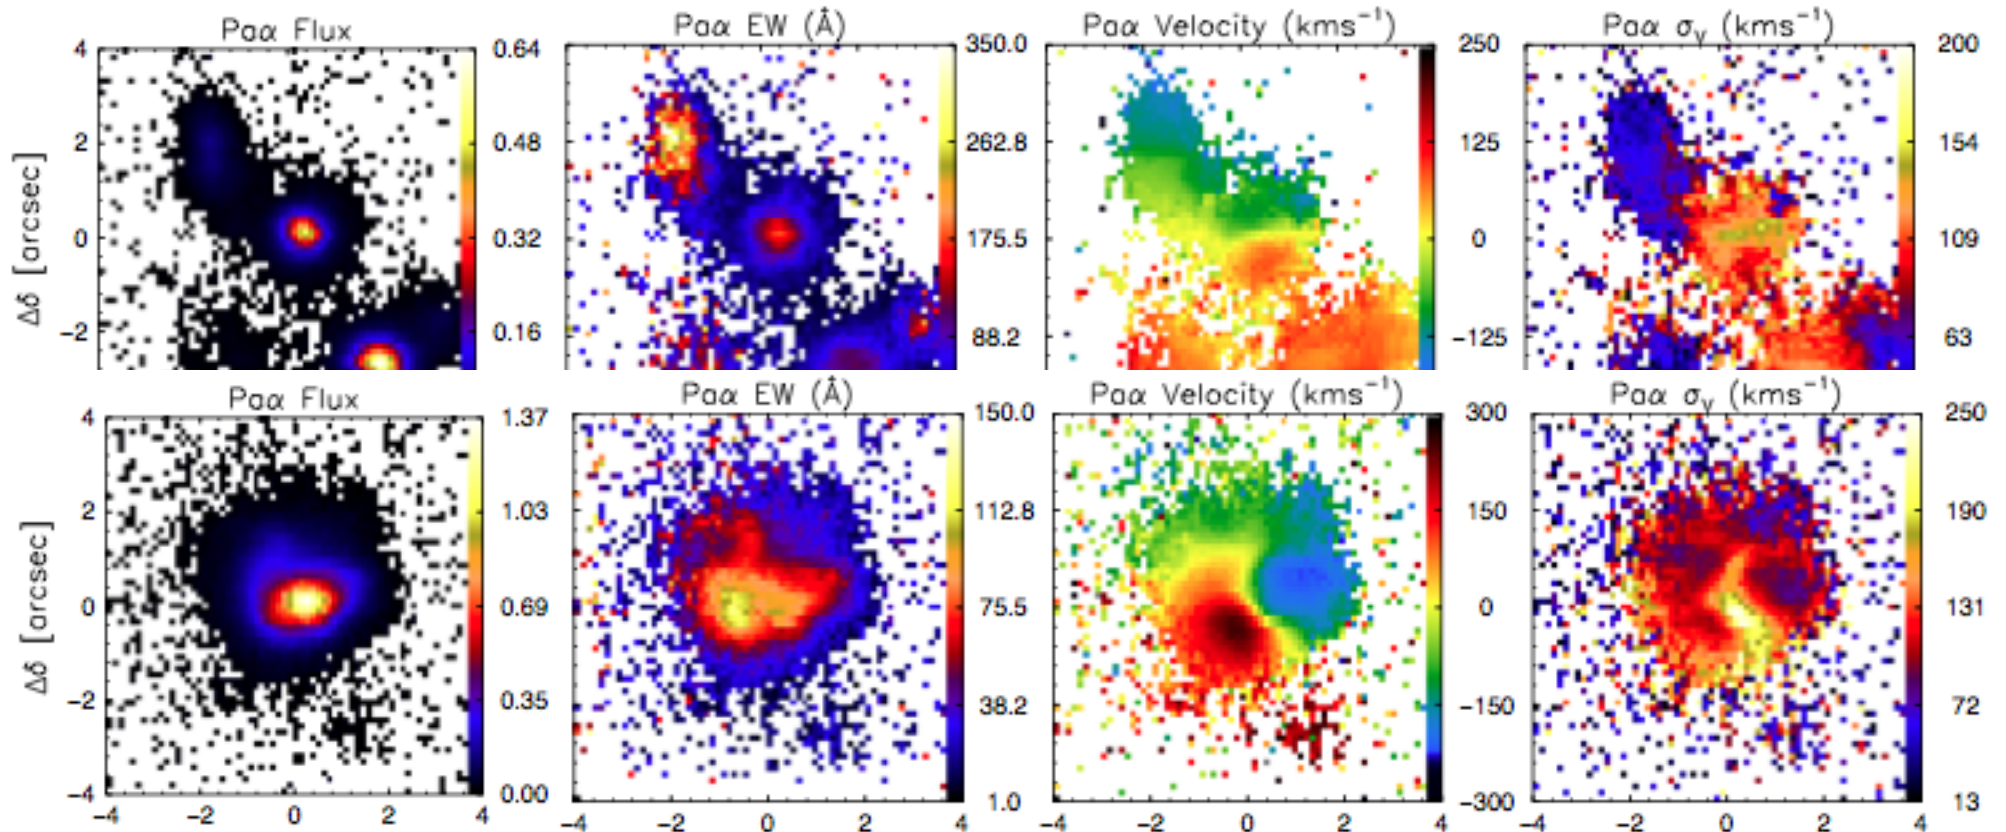 Paα Flux Paα EW (Å) Paα Velocity (kms⁻¹) Paα σᵥ (kms⁻¹)
4 0.64 350.0 250 200
2 0.48 262.8 125 154
0 0.32 175.5 0 109
−2 0.16 88.2 −125 63
Δδ [arcsec]
Paα Flux Paα EW (Å) Paα Velocity (kms⁻¹) Paα σᵥ (kms⁻¹)
4 1.37 150.0 300 250
2 1.03 112.8 150 190
0 0.69 75.5 0 131
−2 0.35 38.2 −150 72
−4 0.00 1.0 −300 13
Δδ [arcsec]
−4 −2 0 2 4 −4 −2 0 2 4 −4 −2 0 2 4 −4 −2 0 2 4